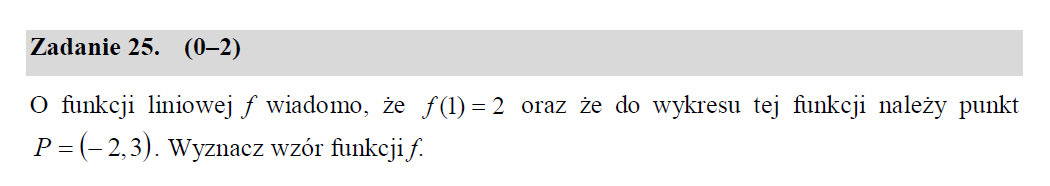 Zadanie 25. (0–2)
O funkcji liniowej f wiadomo, że f(1) = 2 oraz że do wykresu tej funkcji należy punkt
P = (– 2,3). Wyznacz wzór funkcji f.